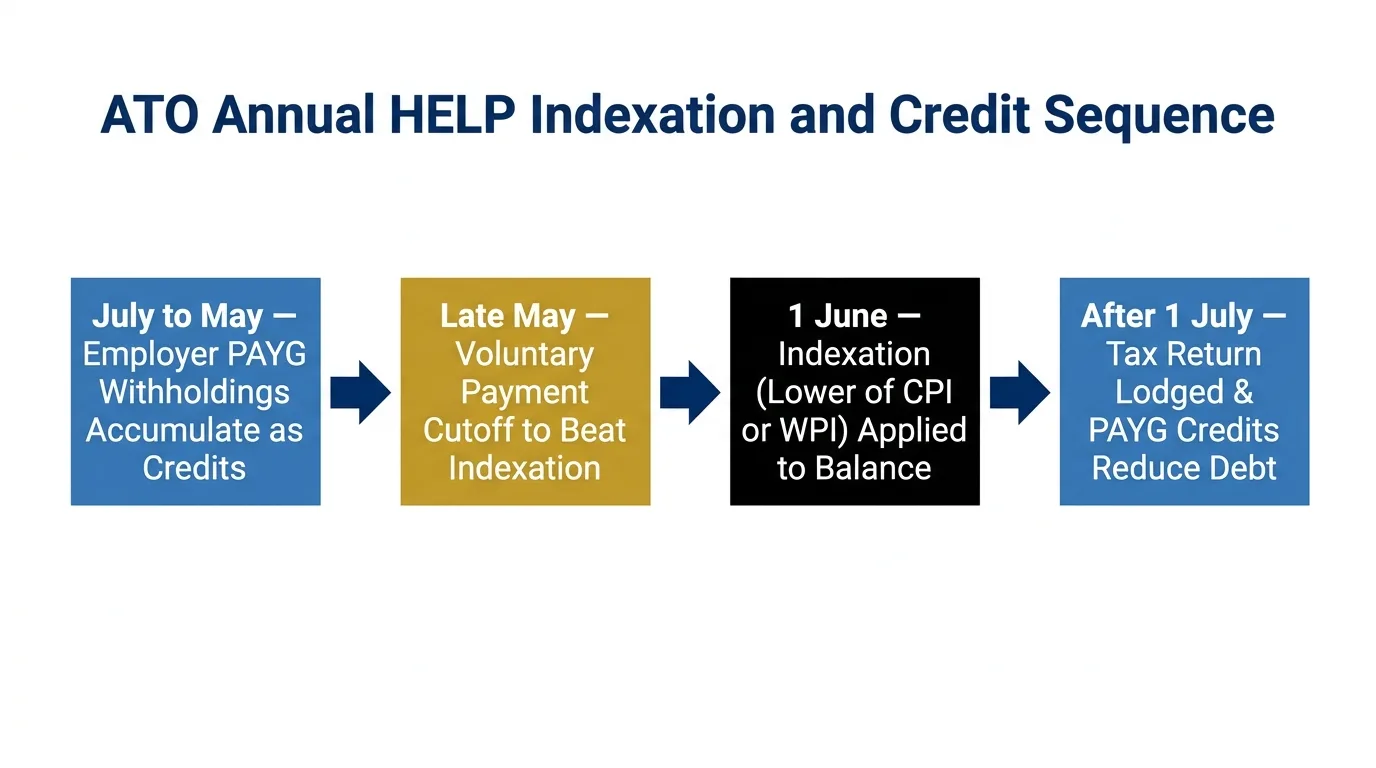 ATO Annual HELP Indexation and Credit Sequence
July to May —
Employer PAYG
Withholdings
Accumulate as
Credits
Late May —
Voluntary
Payment
Cutoff to Beat
Indexation
1 June —
Indexation
(Lower of CPI
or WPI) Applied
to Balance
After 1 July —
Tax Return
Lodged &
PAYG Credits
Reduce Debt